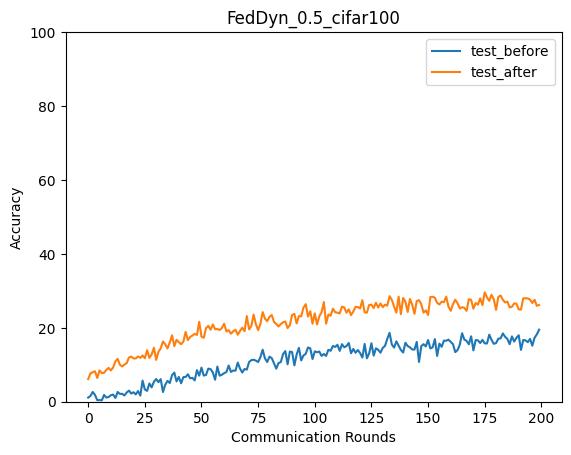 FedDyn_0.5_cifar100
test_before
test_after
Accuracy
100
80
60
40
20
0
0 25 50 75 100 125 150 175 200
Communication Rounds